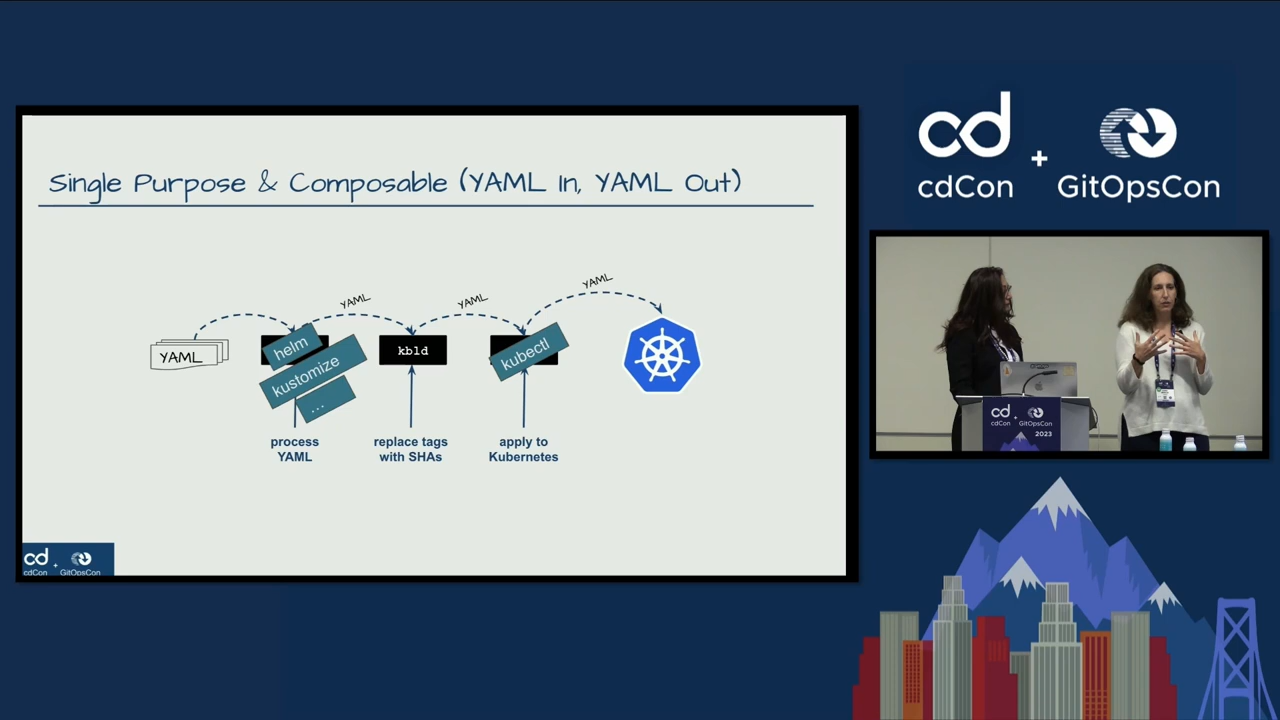 Single Purpose & Composable (YAML In, YAML Out)
YAML
YAML
YAML
YAML
helm
kustomize
...
kbld
kubectl
process
YAML
replace tags
with SHAs
apply to
Kubernetes
cd
cdCon
+
GitOpsCon
cd
cdCon
+
GitOpsCon
cd
cdCon
+
GitOpsCon
2023